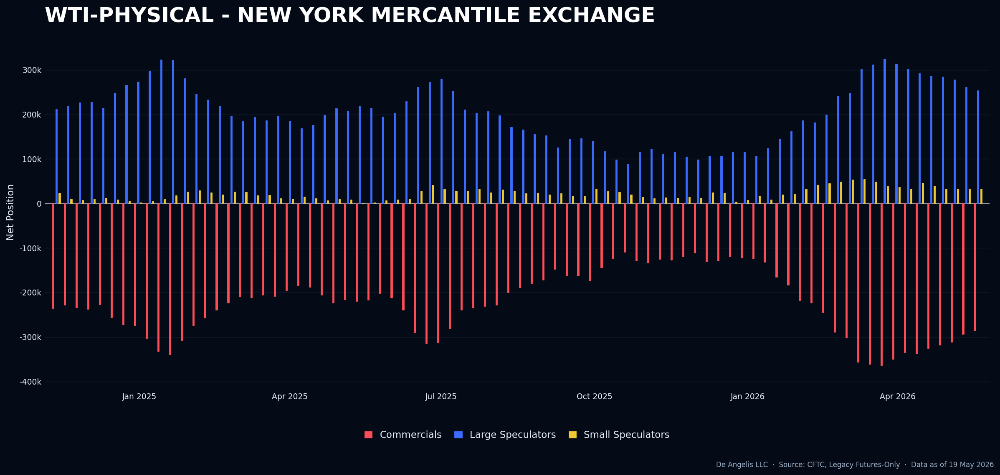 WTI-PHYSICAL - NEW YORK MERCANTILE EXCHANGE
Net Position
300k
200k
100k
0
-100k
-200k
-300k
-400k
Jan 2025 Apr 2025 Jul 2025 Oct 2025 Jan 2026 Apr 2026
Commercials Large Speculators Small Speculators
De Angelis LLC · Source: CFTC, Legacy Futures-Only · Data as of 19 May 2026